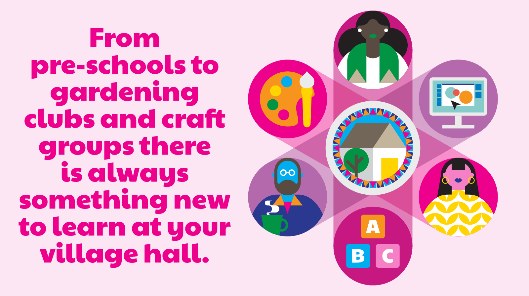 From
pre-schools to
gardening
clubs and craft
groups there
is always
something new
to learn at your
village hall.
A
B C